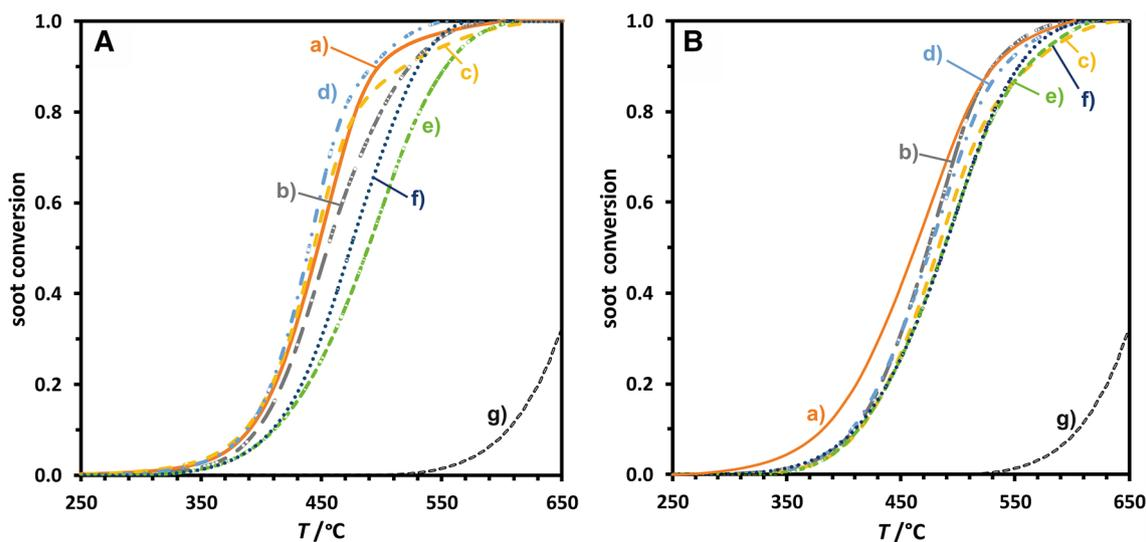 A
a)
d)
c)
e)
b)
f)
g)
soot conversion
1.0
0.8
0.6
0.4
0.2
0.0
250 350 450 550 650
T /°C
B
d)
c)
f)
e)
b)
a)
g)
soot conversion
1.0
0.8
0.6
0.4
0.2
0.0
250 350 450 550 650
T /°C